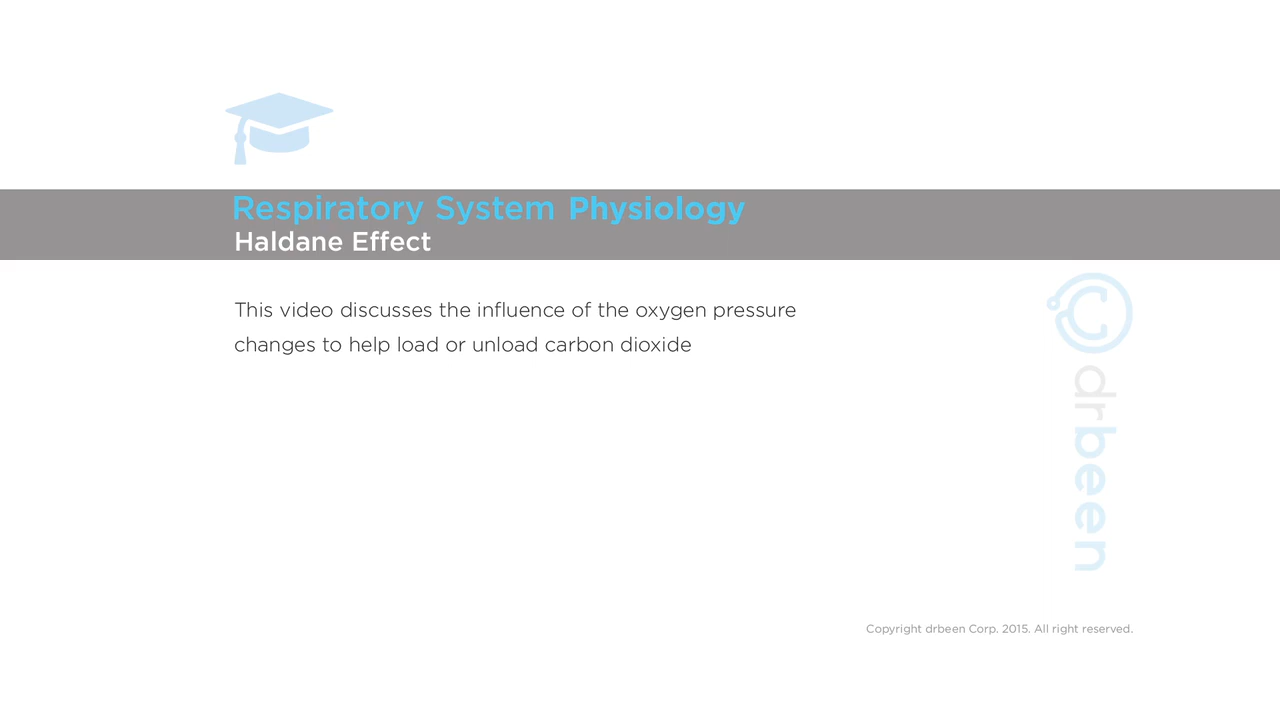 Respiratory System Physiology
Haldane Effect
This video discusses the influence of the oxygen pressure
changes to help load or unload carbon dioxide
drbeen
Copyright drbeen Corp. 2015. All right reserved.